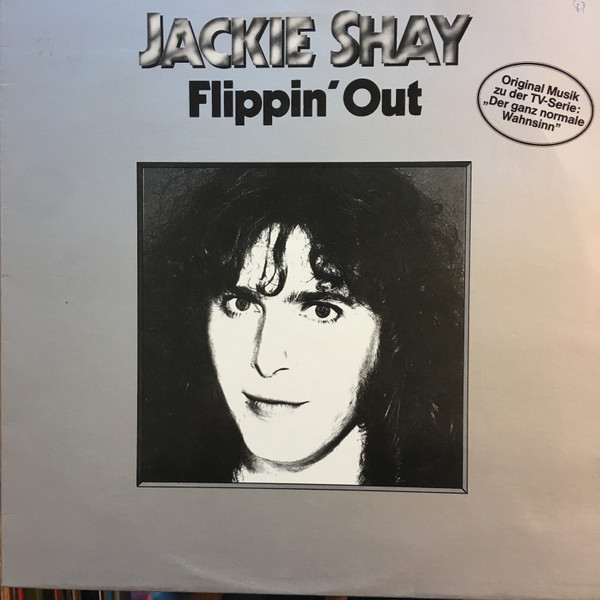 JACKIE SHAY
Flippin' Out
Original Musik
zu der TV-Serie:
„Der ganz normale
Wahnsinn”